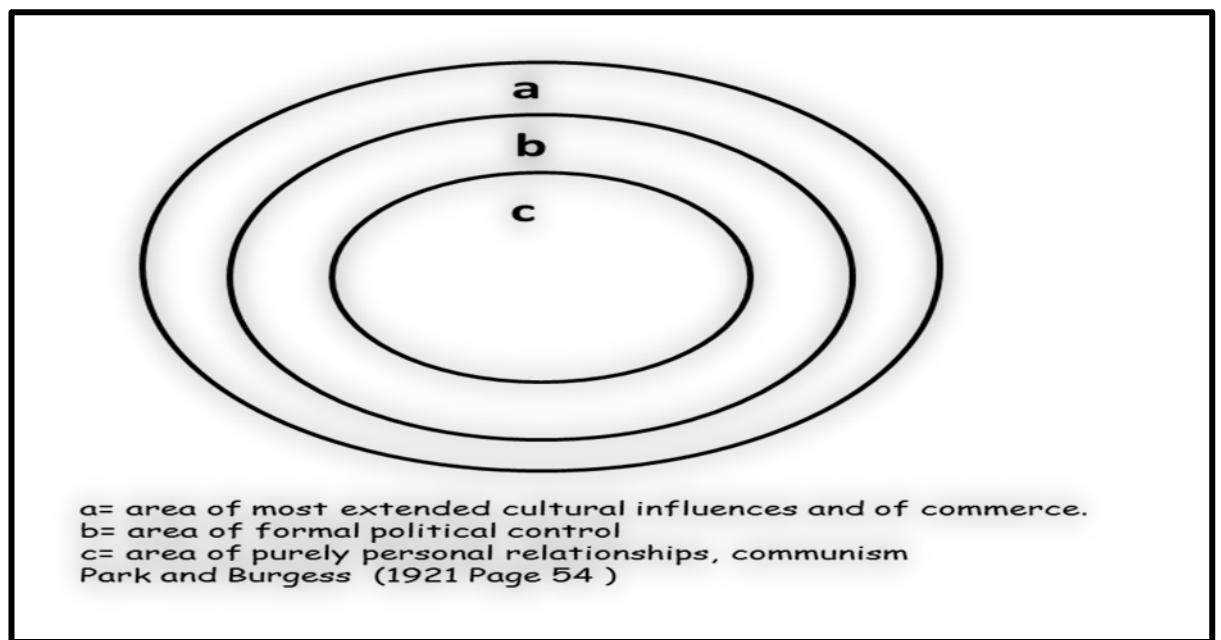 a
b
c
a= area of most extended cultural influences and of commerce.
b= area of formal political control
c= area of purely personal relationships, communism
Park and Burgess (1921 Page 54 )